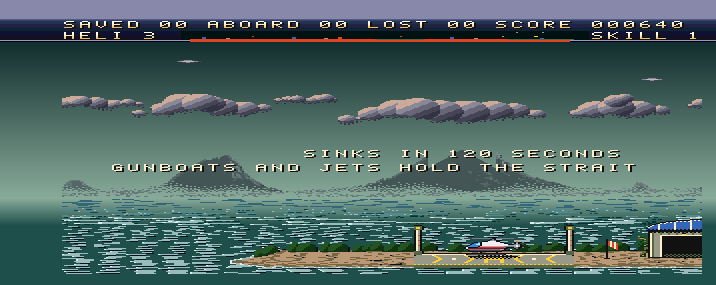 SAVED 00 ABOARD 00 LOST 00 SCORE 000640
HELI 3 SKILL 1
SINKS IN 120 SECONDS
GUNBOATS AND JETS HOLD THE STRAIT